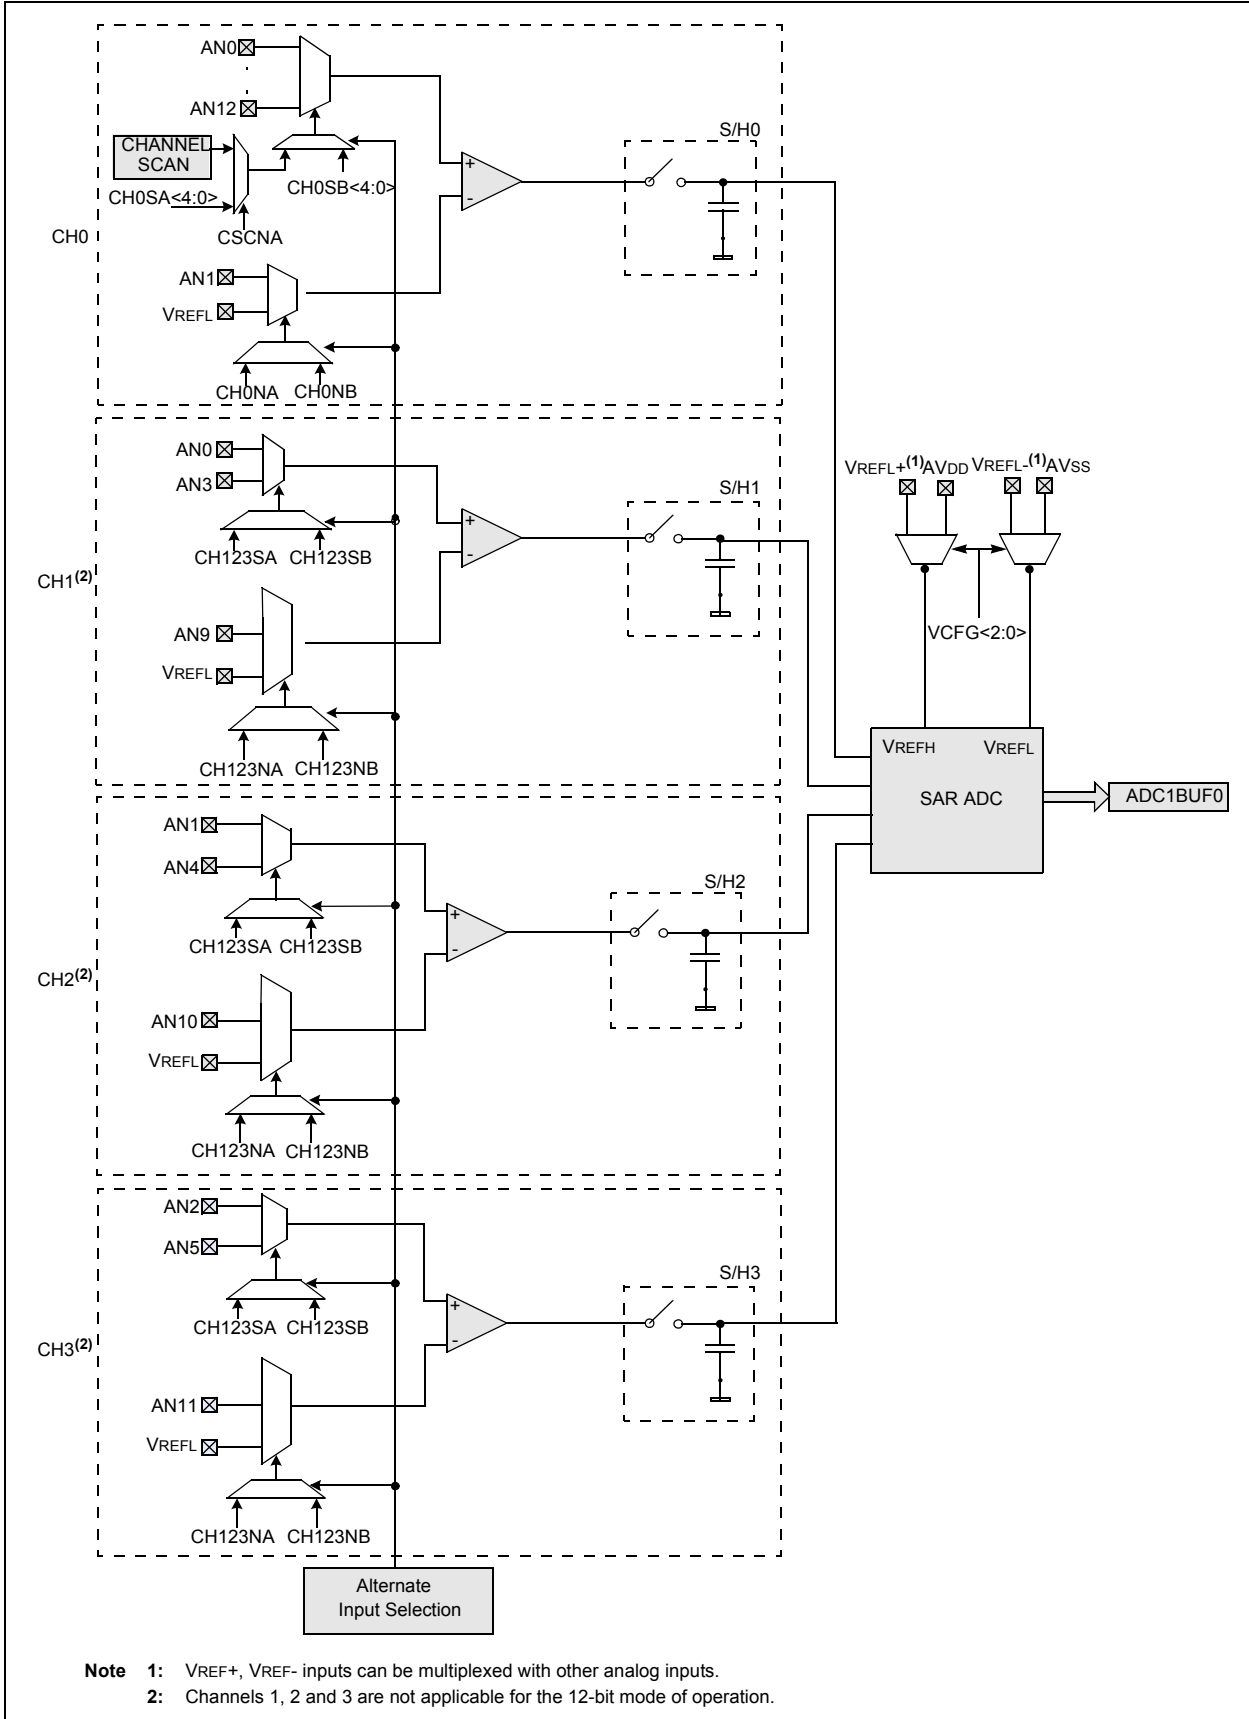 AN0
AN12
CHANNEL
SCAN
CH0SA<4:0>
CH0SB<4:0>
CSCNA
CH0
+
-
S/H0
AN1
VREFL
CH0NA CH0NB
AN0
AN3
CH123SA CH123SB
CH1(2)
+
-
S/H1
AN9
VREFL
CH123NA CH123NB
VREFL+(1)AVDD VREFL-(1)AVSS
VCFG<2:0>
VREFH VREFL
SAR ADC
ADC1BUF0
AN1
AN4
CH123SA CH123SB
CH2(2)
+
-
S/H2
AN10
VREFL
CH123NA CH123NB
AN2
AN5
CH123SA CH123SB
CH3(2)
+
-
S/H3
AN11
VREFL
CH123NA CH123NB
Alternate
Input Selection
Note 1: VREF+, VREF- inputs can be multiplexed with other analog inputs.
2: Channels 1, 2 and 3 are not applicable for the 12-bit mode of operation.